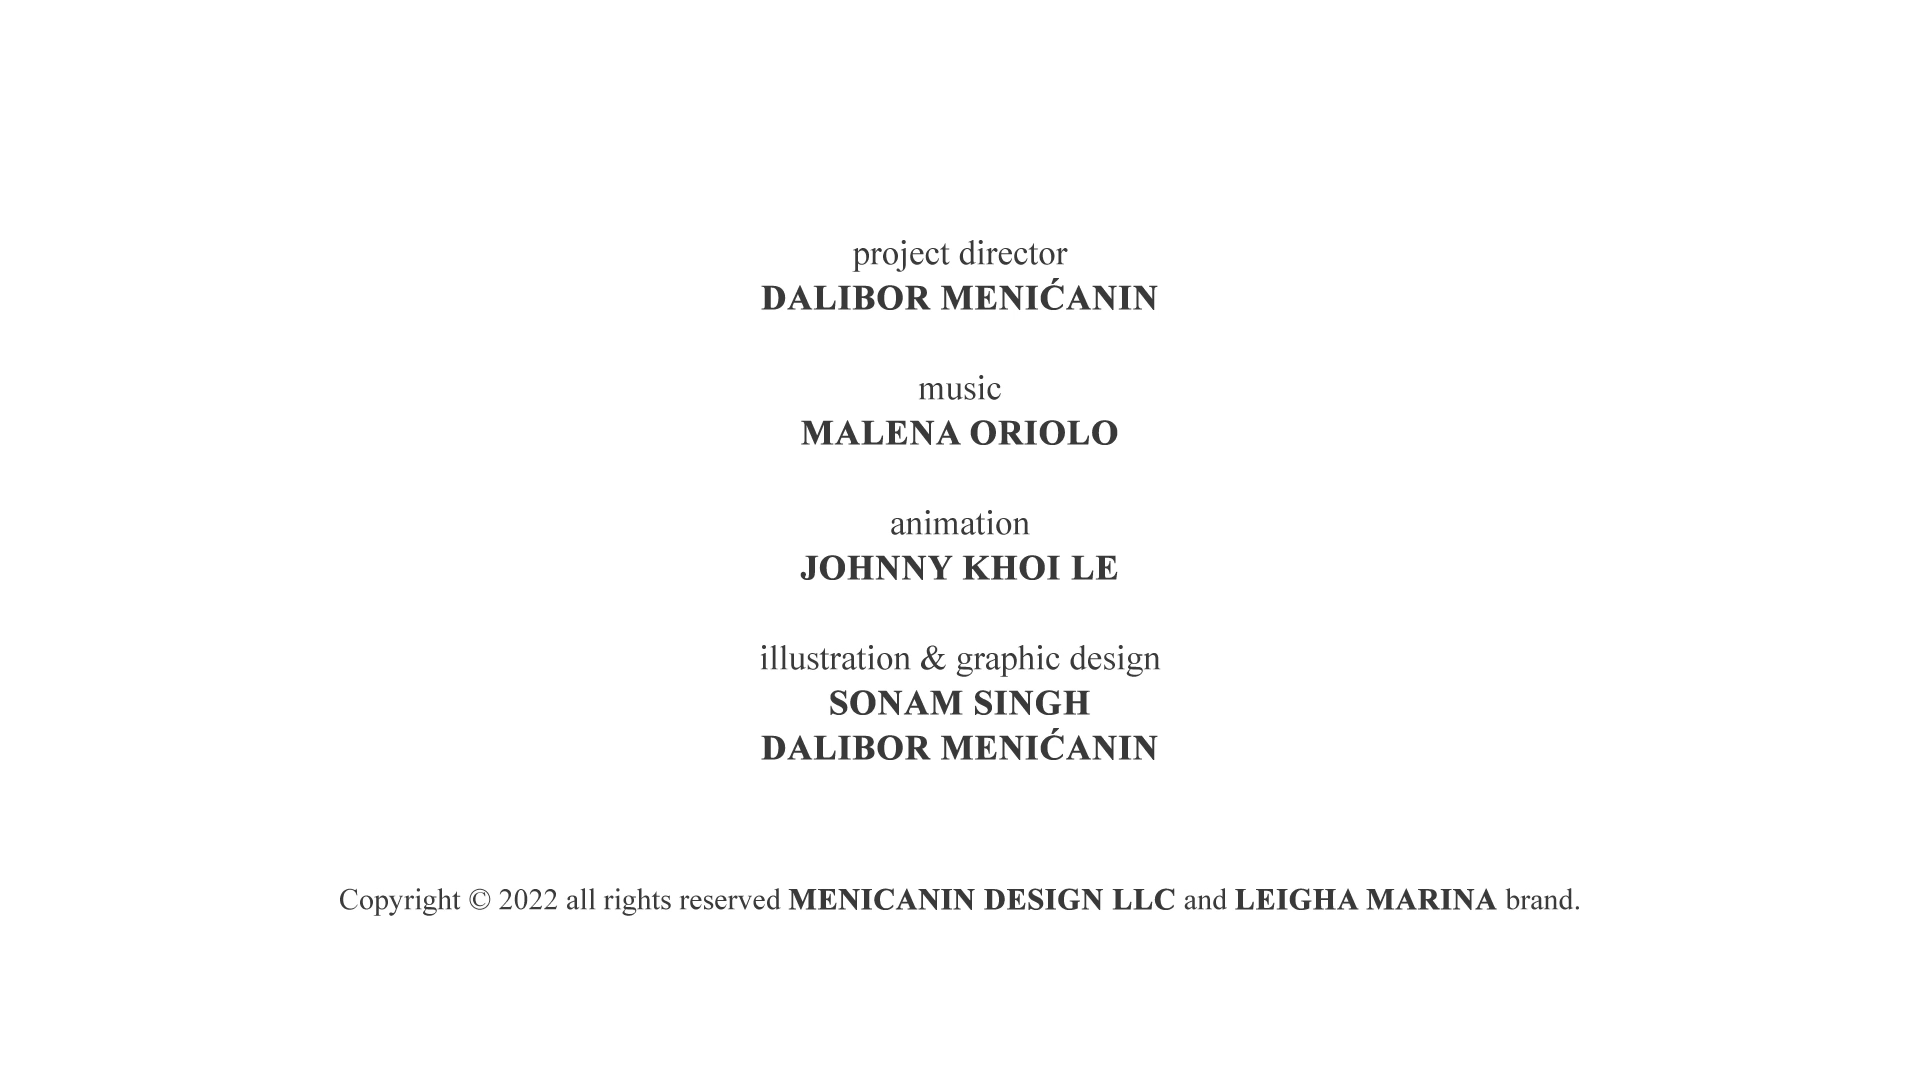 project director
DALIBOR MENIĆANIN
music
MALENA ORIOLO
animation
JOHNNY KHOI LE
illustration & graphic design
SONAM SINGH
DALIBOR MENIĆANIN
Copyright © 2022 all rights reserved MENICANIN DESIGN LLC and LEIGHA MARINA brand.